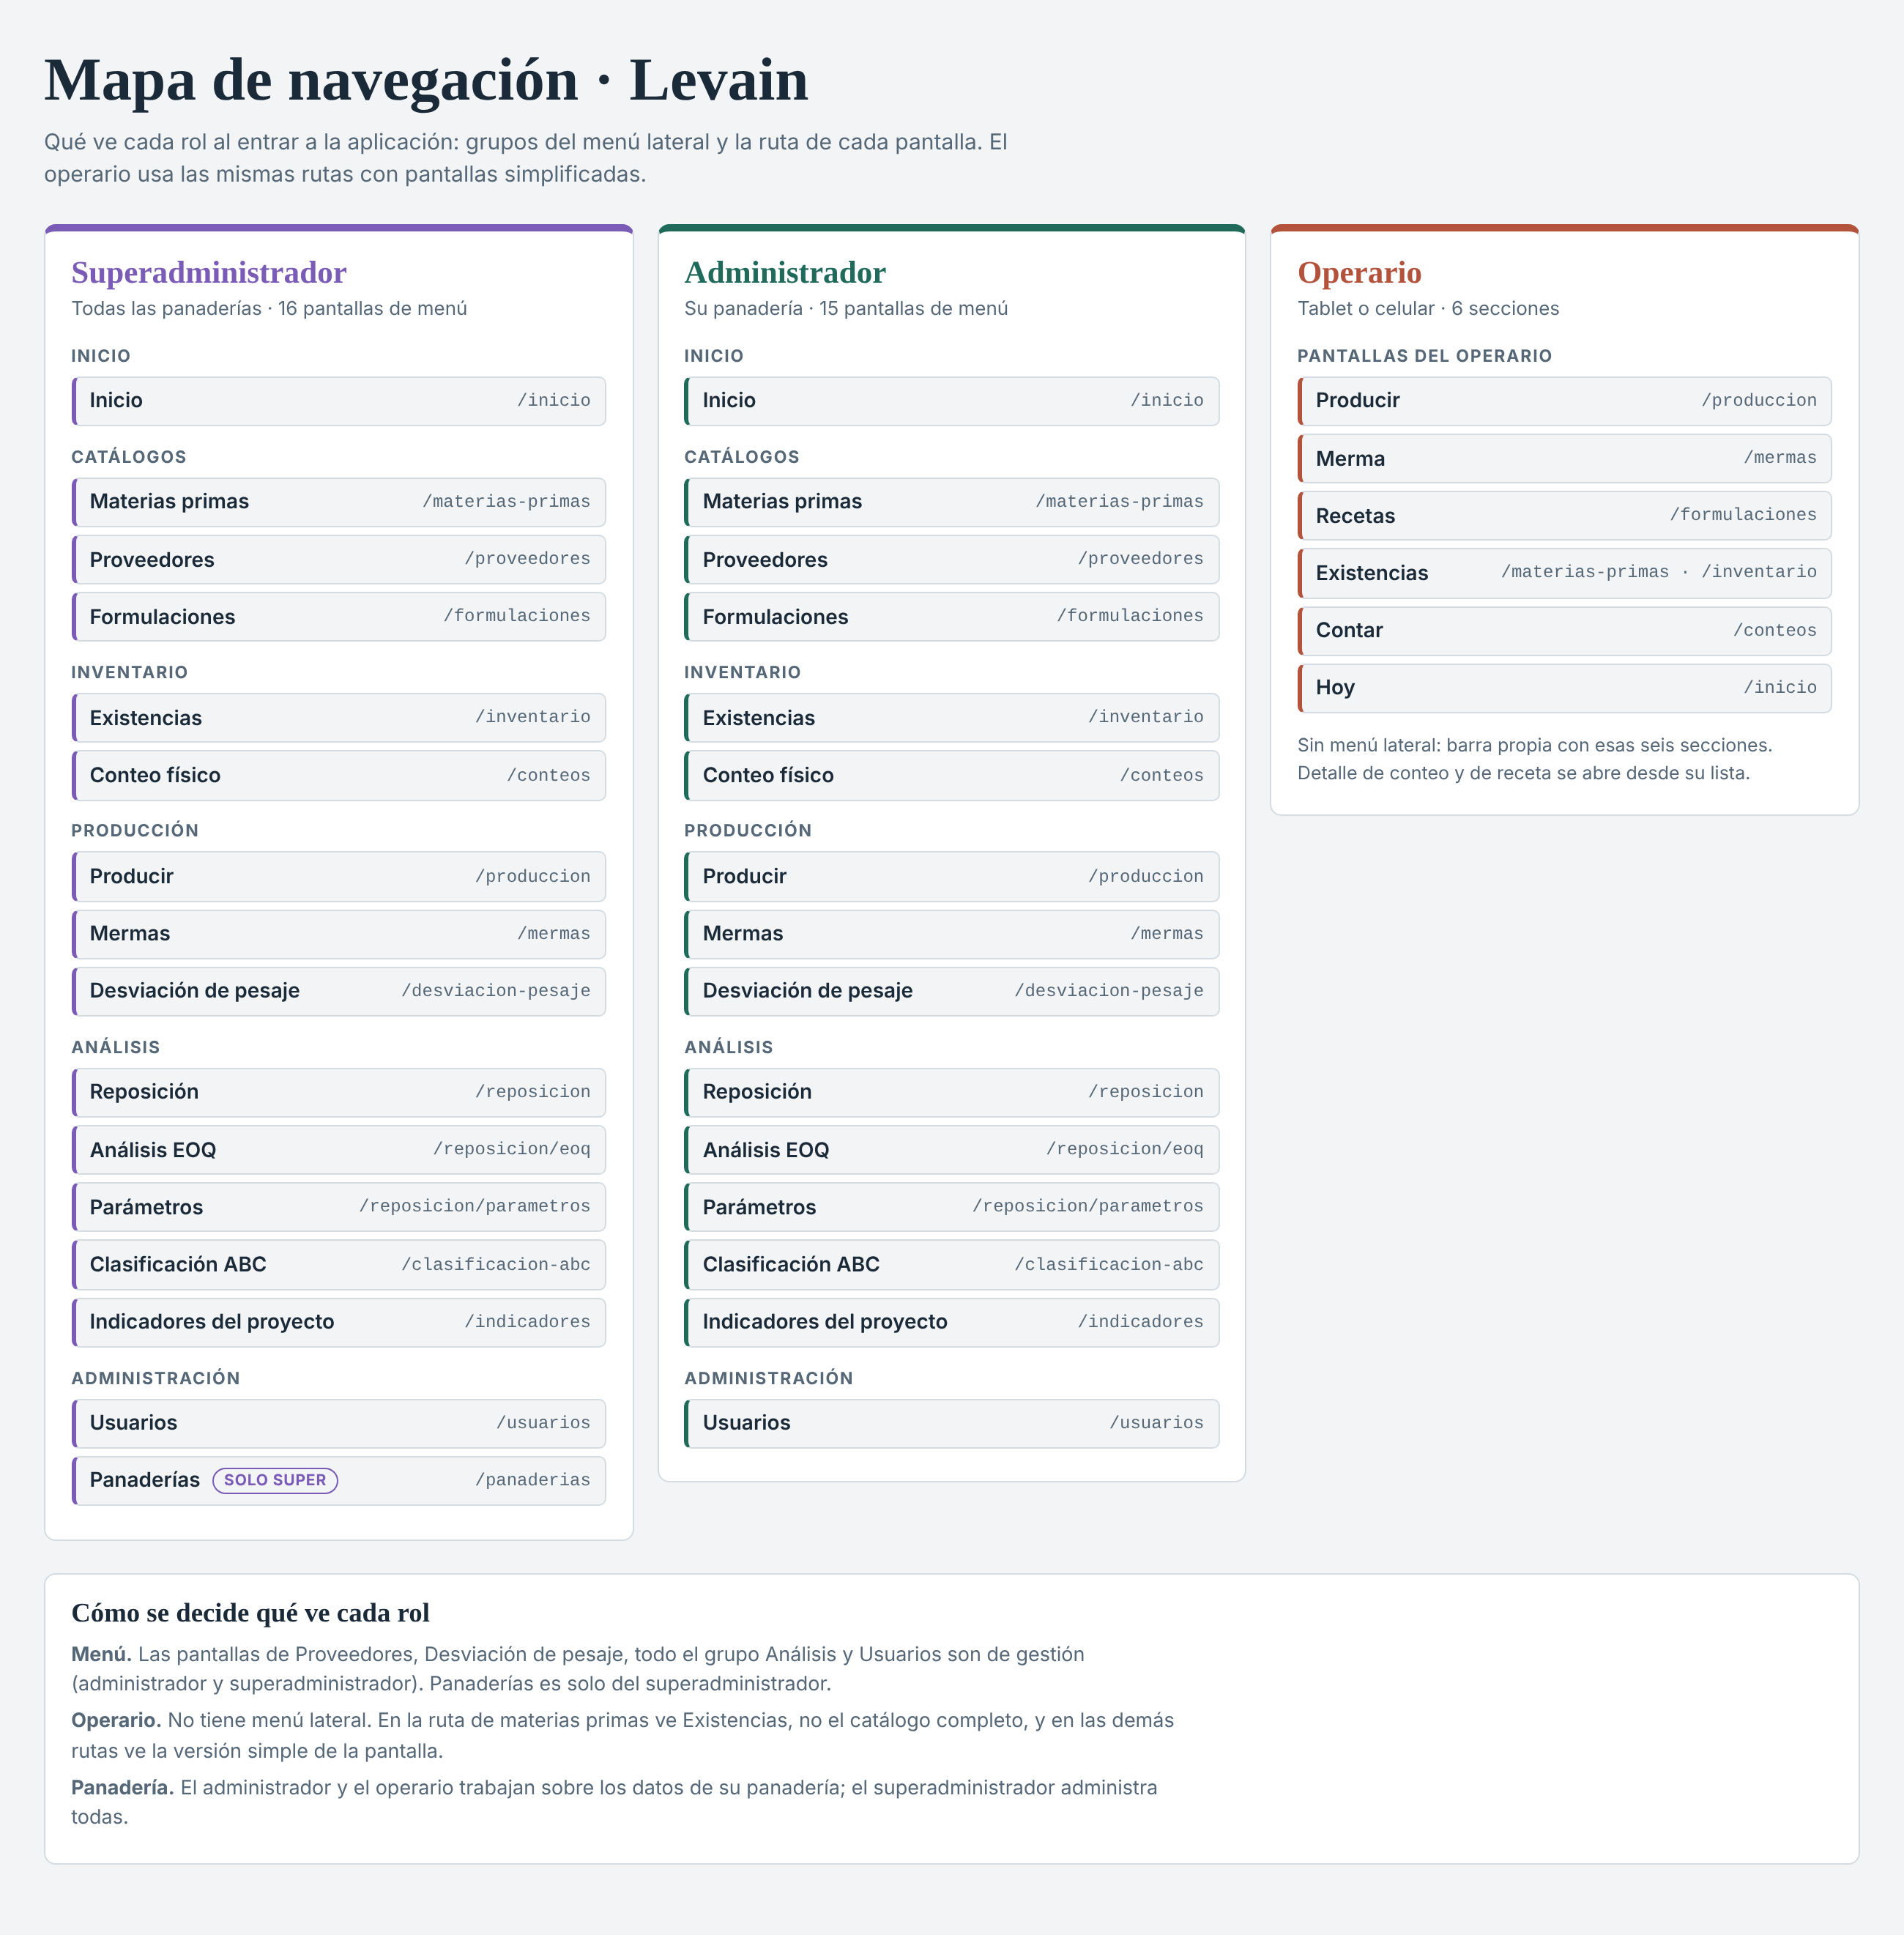 Mapa de navegación · Levain
Qué ve cada rol al entrar a la aplicación: grupos del menú lateral y la ruta de cada pantalla. El
operario usa las mismas rutas con pantallas simplificadas.
Superadministrador
Todas las panaderías · 16 pantallas de menú
INICIO
Inicio /inicio
CATÁLOGOS
Materias primas /materias-primas
Proveedores /proveedores
Formulaciones /formulaciones
INVENTARIO
Existencias /inventario
Conteo físico /conteos
PRODUCCIÓN
Producir /produccion
Mermas /mermas
Desviación de pesaje /desviacion-pesaje
ANÁLISIS
Reposición /reposicion
Análisis EOQ /reposicion/eoq
Parámetros /reposicion/parametros
Clasificación ABC /clasificacion-abc
Indicadores del proyecto /indicadores
ADMINISTRACIÓN
Usuarios /usuarios
Panaderías SOLO SUPER /panaderias
Administrador
Su panadería · 15 pantallas de menú
INICIO
Inicio /inicio
CATÁLOGOS
Materias primas /materias-primas
Proveedores /proveedores
Formulaciones /formulaciones
INVENTARIO
Existencias /inventario
Conteo físico /conteos
PRODUCCIÓN
Producir /produccion
Mermas /mermas
Desviación de pesaje /desviacion-pesaje
ANÁLISIS
Reposición /reposicion
Análisis EOQ /reposicion/eoq
Parámetros /reposicion/parametros
Clasificación ABC /clasificacion-abc
Indicadores del proyecto /indicadores
ADMINISTRACIÓN
Usuarios /usuarios
Operario
Tablet o celular · 6 secciones
PANTALLAS DEL OPERARIO
Producir /produccion
Merma /mermas
Recetas /formulaciones
Existencias /materias-primas · /inventario
Contar /conteos
Hoy /inicio
Sin menú lateral: barra propia con esas seis secciones.
Detalle de conteo y de receta se abre desde su lista.
Cómo se decide qué ve cada rol
Menú. Las pantallas de Proveedores, Desviación de pesaje, todo el grupo Análisis y Usuarios son de gestión
(administrador y superadministrador). Panaderías es solo del superadministrador.
Operario. No tiene menú lateral. En la ruta de materias primas ve Existencias, no el catálogo completo, y en las demás
rutas ve la versión simple de la pantalla.
Panadería. El administrador y el operario trabajan sobre los datos de su panadería; el superadministrador administra
todas.